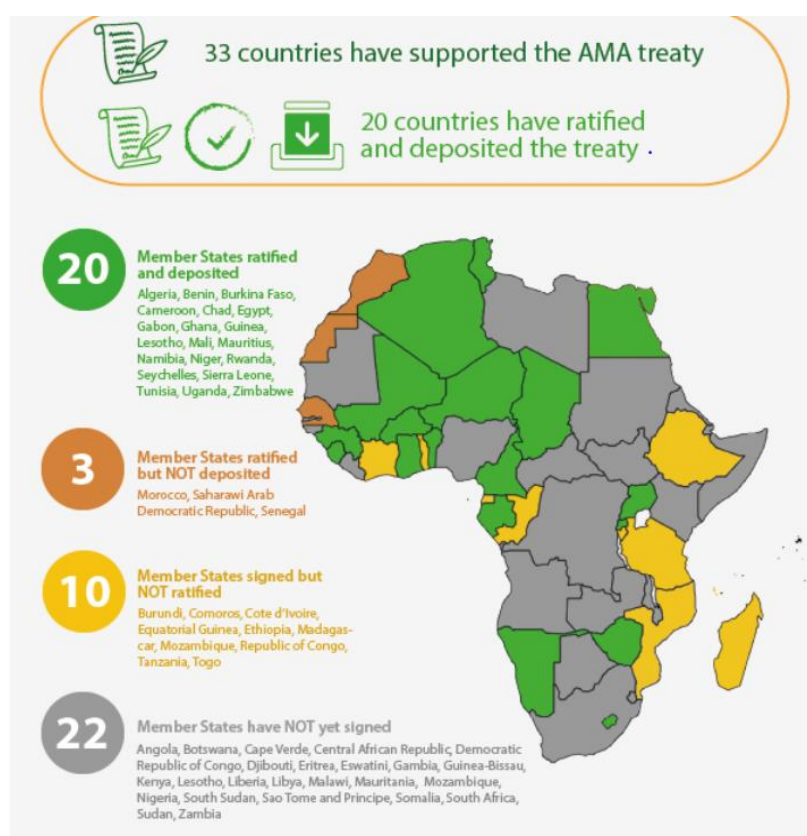 33 countries have supported the AMA treaty
20 countries have ratified
and deposited the treaty .
20
Member States ratified
and deposited
Algeria, Benin, Burkina Faso,
Cameroon, Chad, Egypt,
Gabon, Ghana, Guinea,
Lesotho, Mali, Mauritius,
Namibia, Niger, Rwanda,
Seychelles, Sierra Leone,
Tunisia, Uganda, Zimbabwe
3
Member States ratified
but NOT deposited
Morocco, Saharawi Arab
Democratic Republic, Senegal
10
Member States signed but
NOT ratified
Burundi, Comoros, Cote d'Ivoire,
Equatorial Guinea, Ethiopia, Madagas-
car, Mozambique, Republic of Congo,
Tanzania, Togo
22
Member States have NOT yet signed
Angola, Botswana, Cape Verde, Central African Republic, Democratic
Republic of Congo, Djibouti, Eritrea, Eswatini, Gambia, Guinea-Bissau,
Kenya, Lesotho, Liberia, Libya, Malawi, Mauritania, Mozambique,
Nigeria, South Sudan, Sao Tome and Principe, Somalia, South Africa,
Sudan, Zambia